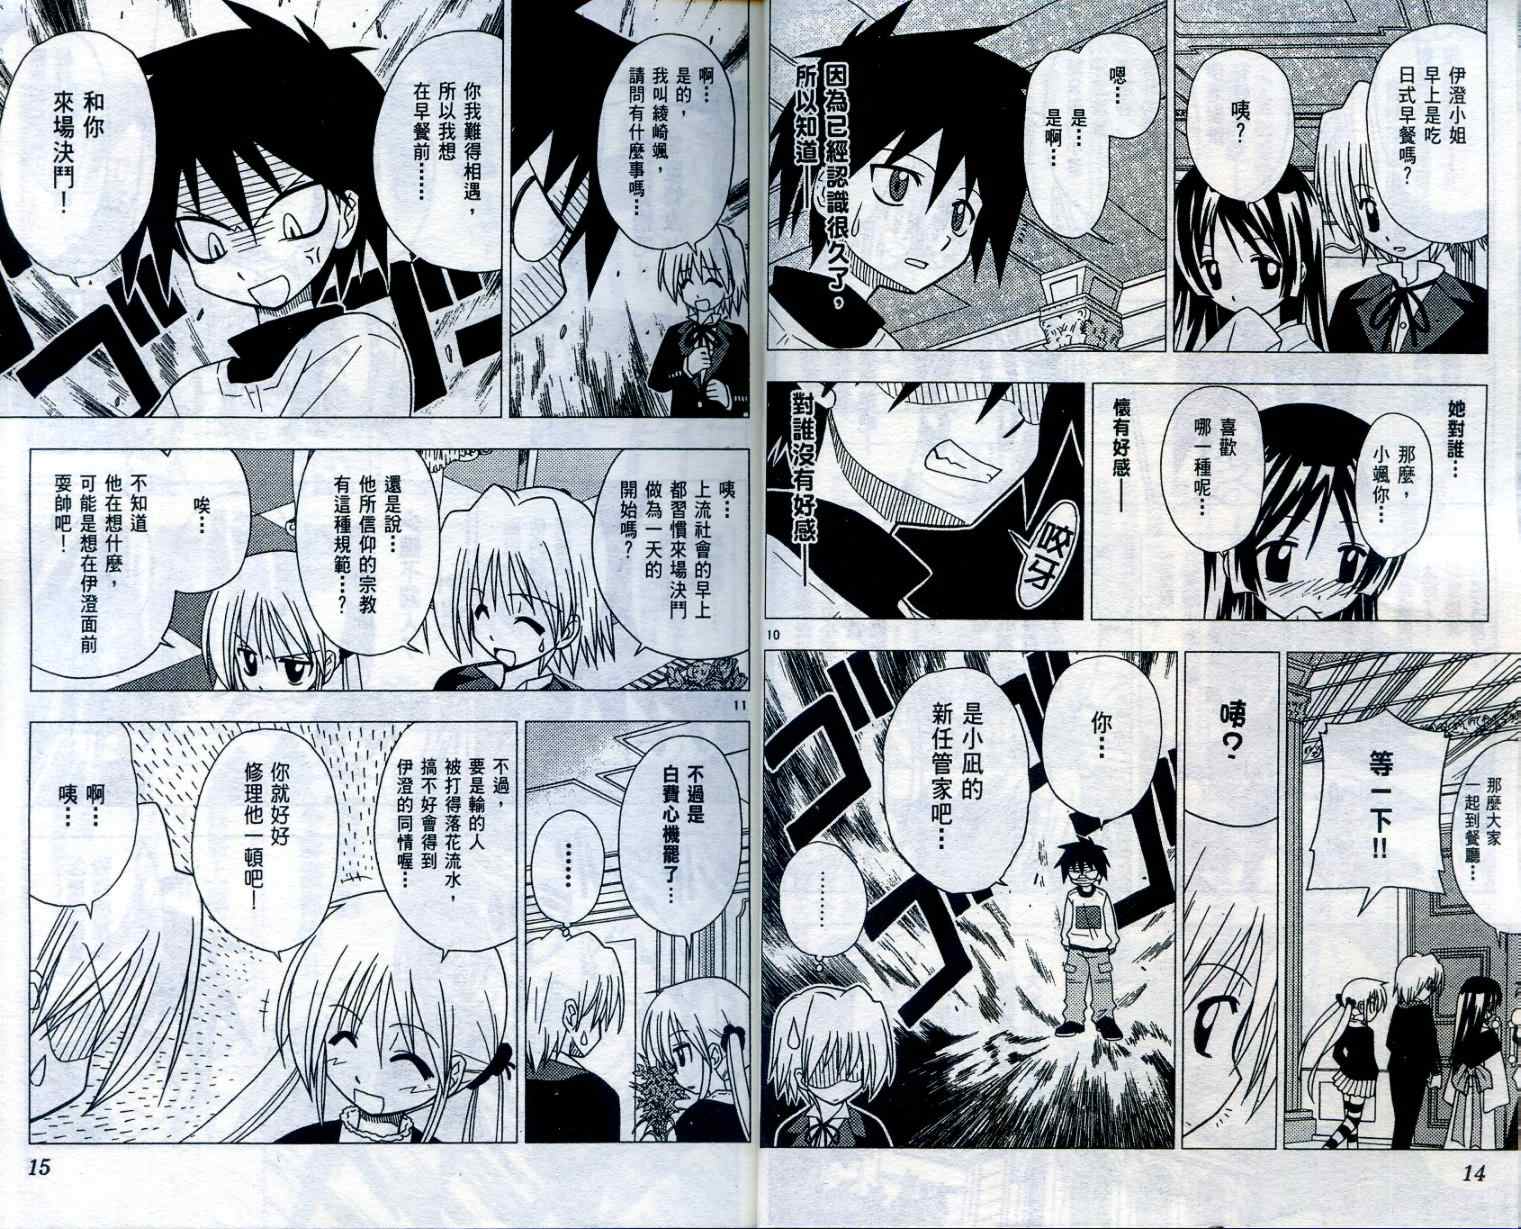 伊澄小姐
早上是吃
日式早餐嗎?
咦?
嗯…
是…
是啊…
因為已經認識很久了,
所以知道——
她對誰…
那麼,
小颯你…
喜歡
哪一種呢…
懷有好感——
對誰沒有好感——
咬牙
10
那麼大家
一起到餐廳…
等一下!!
咦?
你…
是小凪的
新任管家吧…
………
14
啊…
是的,
我叫綾崎颯,
請問有什麼事嗎…
你我難得相遇,
所以我想
在早餐前……
和你
來場決鬥!
咦…
上流社會的早上
都習慣來場決鬥
做為一天的
開始嗎?
還是說…
他所信仰的宗教
有這種規範…?
唉…
不知道
他在想什麼,
可能是想在伊澄面前
耍帥吧!
11
不過是
白費心機罷了…
……
不過,
要是輸的人
被打得落花流水,
搞不好會得到
伊澄的同情喔…
你就好好
修理他一頓吧!
啊…
咦…
15